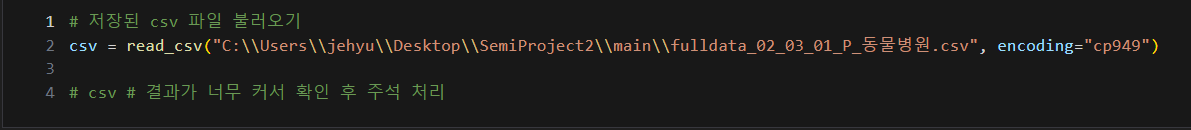 1 # 저장된 csv 파일 불러오기
2 csv = read_csv("C:\\Users\\jehyu\\Desktop\\SemiProject2\\main\\fulldata_02_03_01_P_동물병원.csv", encoding="cp949")
3
4 # csv # 결과가 너무 커서 확인 후 주석 처리